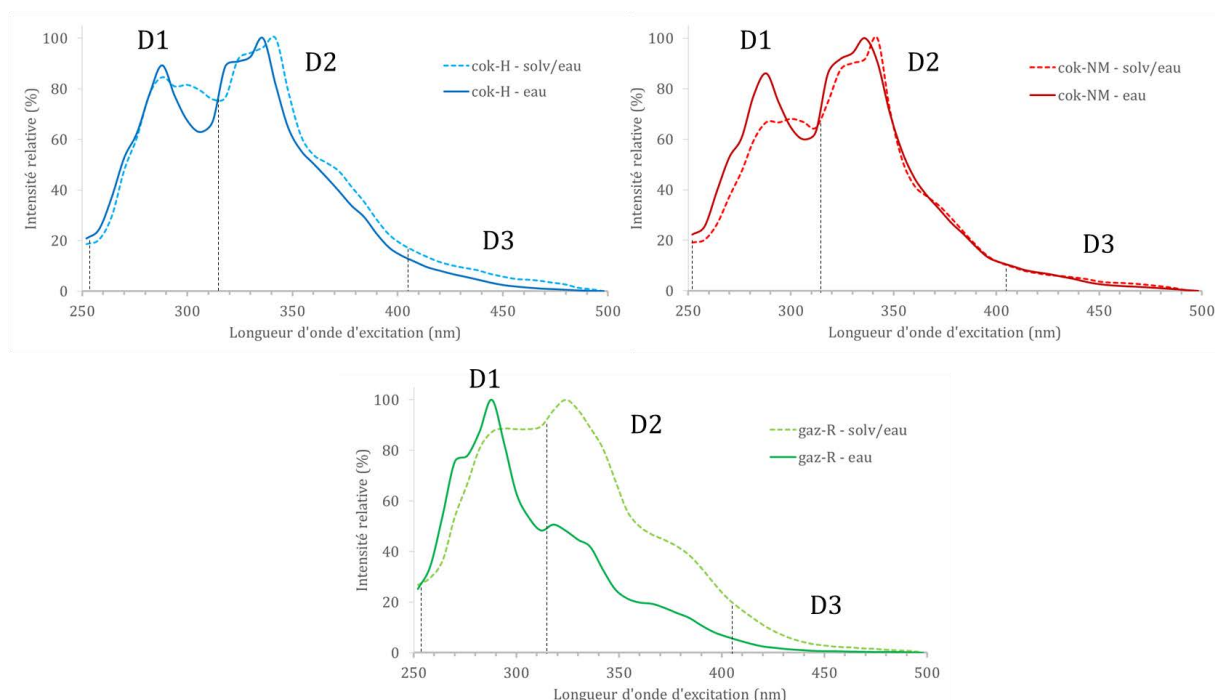 D1
D2
D3
cok-H - solv/eau
cok-H - eau
Intensité relative (%)
100
80
60
40
20
0
250 300 350 400 450 500
Longueur d'onde d'excitation (nm)
D1
D2
D3
cok-NM - solv/eau
cok-NM - eau
Intensité relative (%)
100
80
60
40
20
0
250 300 350 400 450 500
Longueur d'onde d'excitation (nm)
D1
D2
D3
gaz-R - solv/eau
gaz-R - eau
Intensité relative (%)
100
80
60
40
20
0
250 300 350 400 450 500
Longueur d'onde d'excitation (nm)